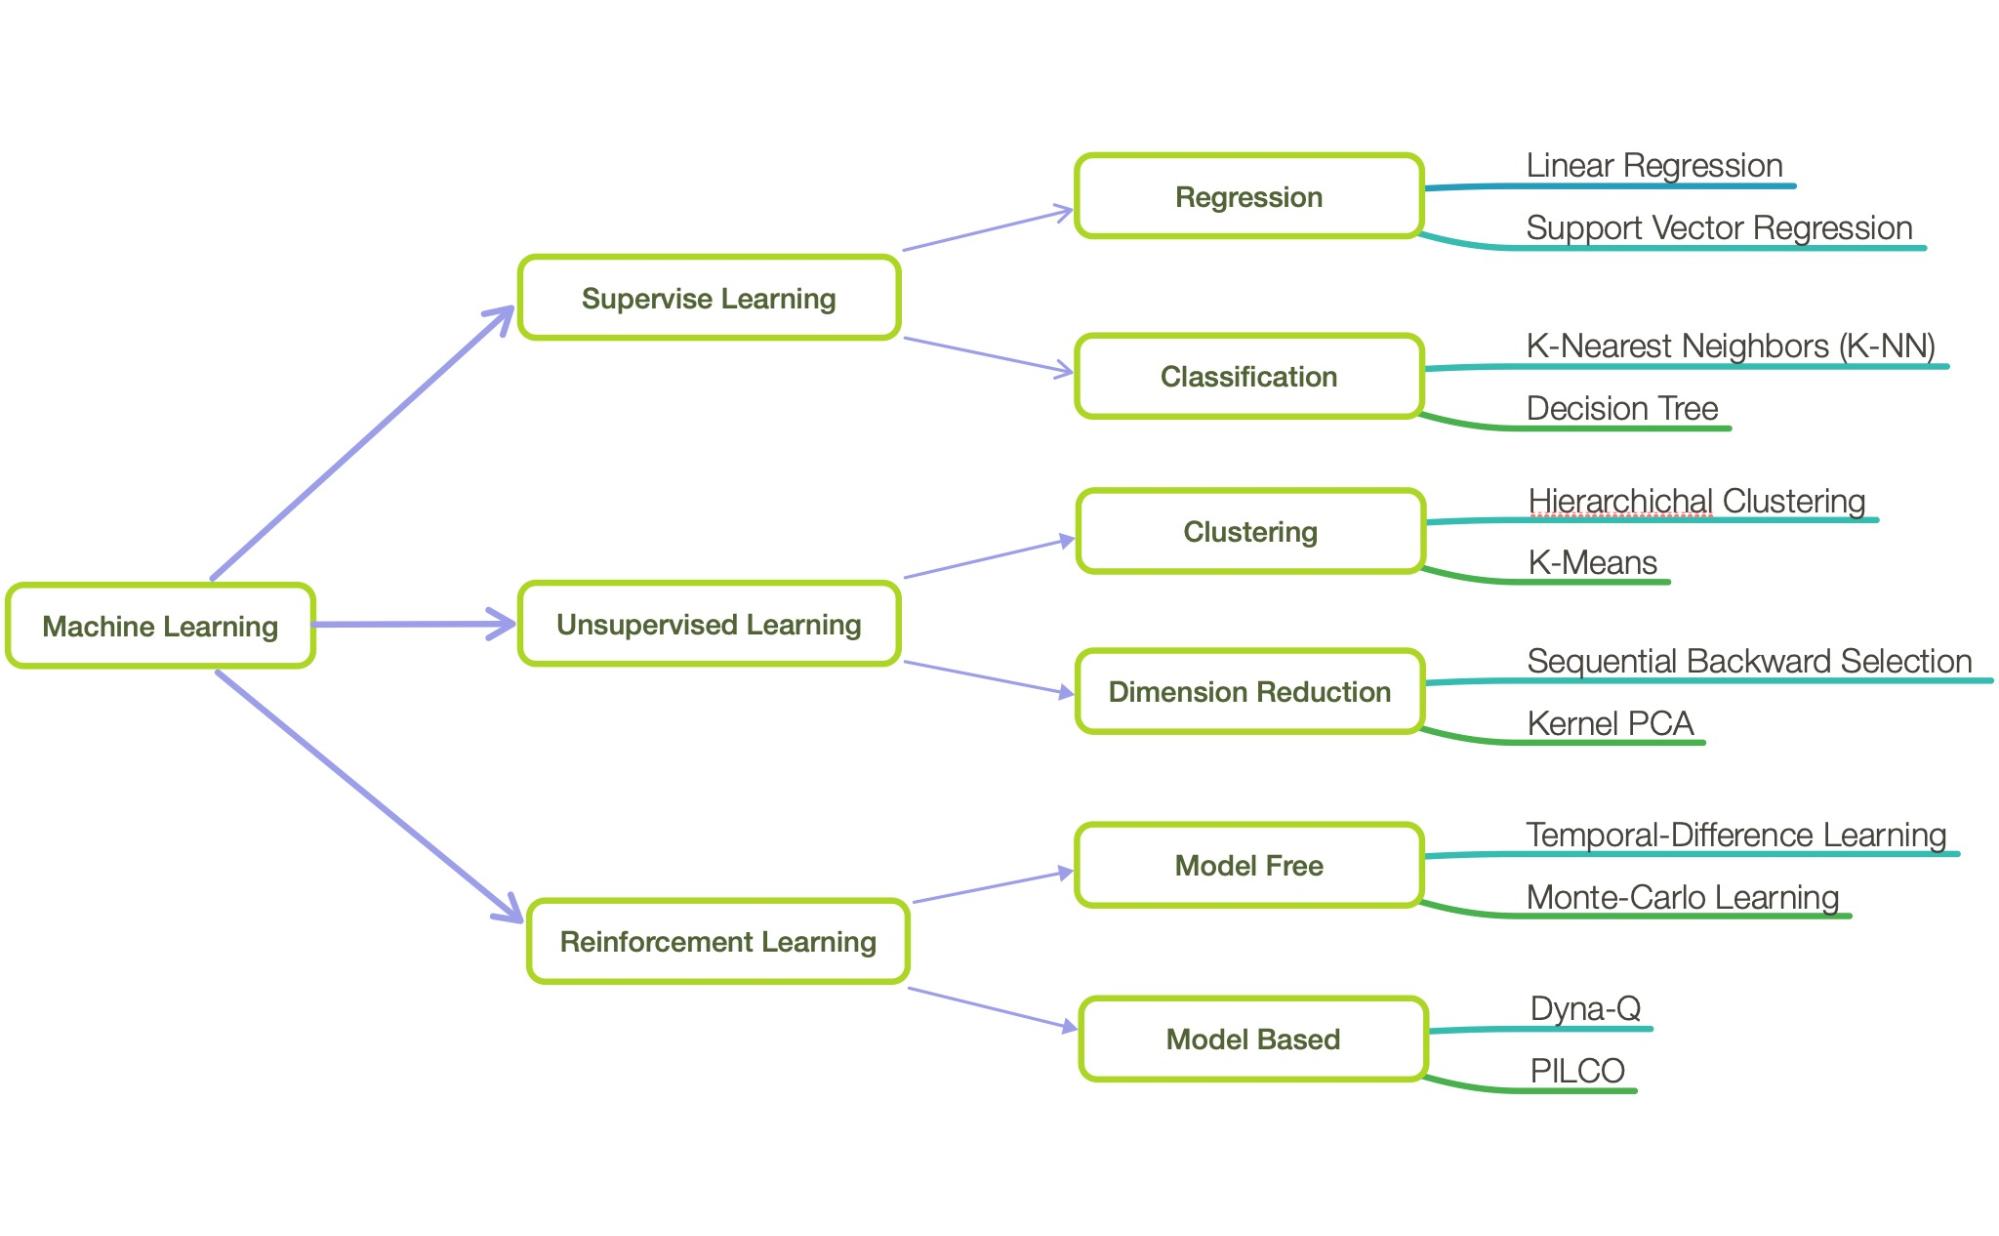 Machine Learning
Supervise Learning
Regression
Linear Regression
Support Vector Regression
Classification
K-Nearest Neighbors (K-NN)
Decision Tree
Unsupervised Learning
Clustering
Hierarchichal Clustering
K-Means
Dimension Reduction
Sequential Backward Selection
Kernel PCA
Reinforcement Learning
Model Free
Temporal-Difference Learning
Monte-Carlo Learning
Model Based
Dyna-Q
PILCO